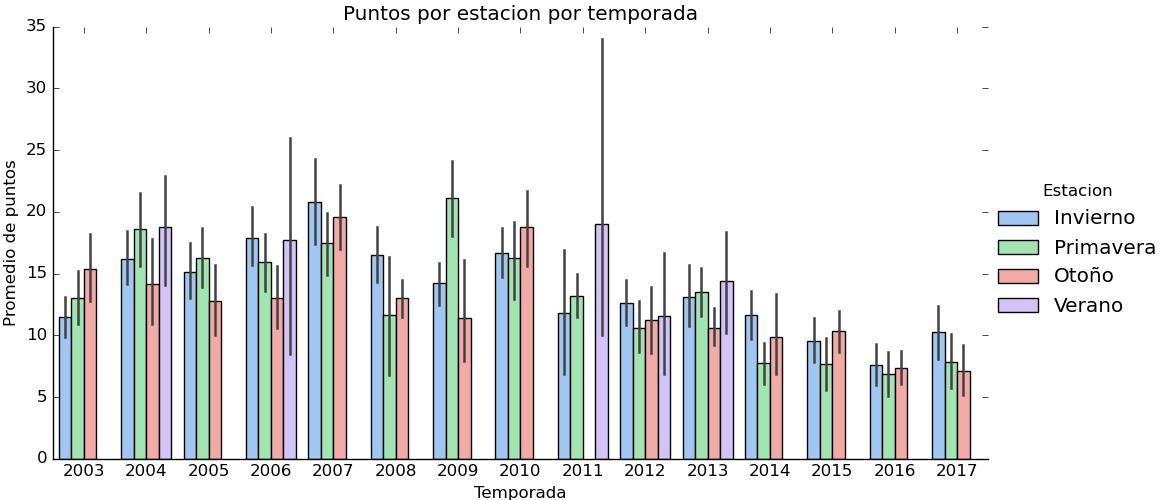 Puntos por estacion por temporada
Promedio de puntos
35
30
25
20
15
10
5
0
2003 2004 2005 2006 2007 2008 2009 2010 2011 2012 2013 2014 2015 2016 2017
Temporada
Estacion
Invierno
Primavera
Otoño
Verano